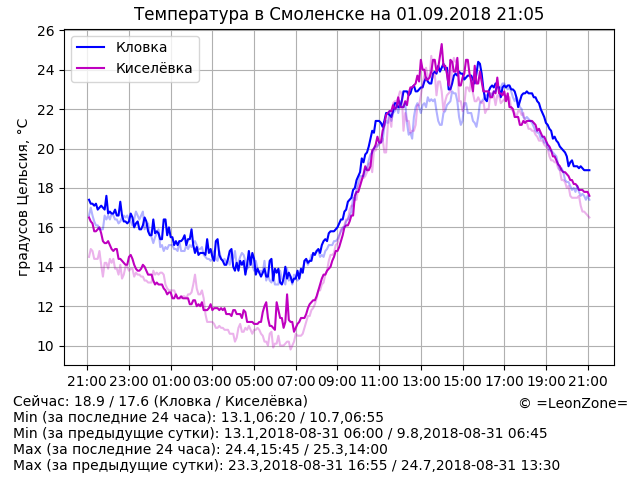 Температура в Смоленске на 01.09.2018 21:05
Кловка
Киселёвка
градусов Цельсия, °C
26
24
22
20
18
16
14
12
10
21:00 23:00 01:00 03:00 05:00 07:00 09:00 11:00 13:00 15:00 17:00 19:00 21:00
Сейчас: 18.9 / 17.6 (Кловка / Киселёвка)
© =LeonZone=
Min (за последние 24 часа): 13.1,06:20 / 10.7,06:55
Min (за предыдущие сутки): 13.1,2018-08-31 06:00 / 9.8,2018-08-31 06:45
Max (за последние 24 часа): 24.4,15:45 / 25.3,14:00
Max (за предыдущие сутки): 23.3,2018-08-31 16:55 / 24.7,2018-08-31 13:30